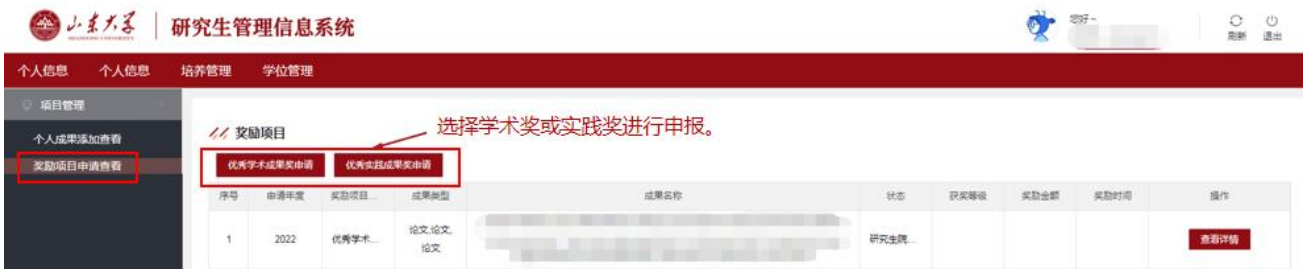 山东大学 研究生管理信息系统
您好~
刷新 退出
个人信息 个人信息 培养管理 学位管理
项目管理
个人成果添加查看
奖励项目申请查看
奖励项目
选择学术奖或实践奖进行申报。
优秀学术成果奖申请 优秀实践成果奖申请
序号 申请年度 奖励项目... 成果类型 成果名称 状态 获奖等级 奖励金额 奖励时间 操作
1 2022 优秀学术... 论文,论文, 研究生院... 查看详情
论文